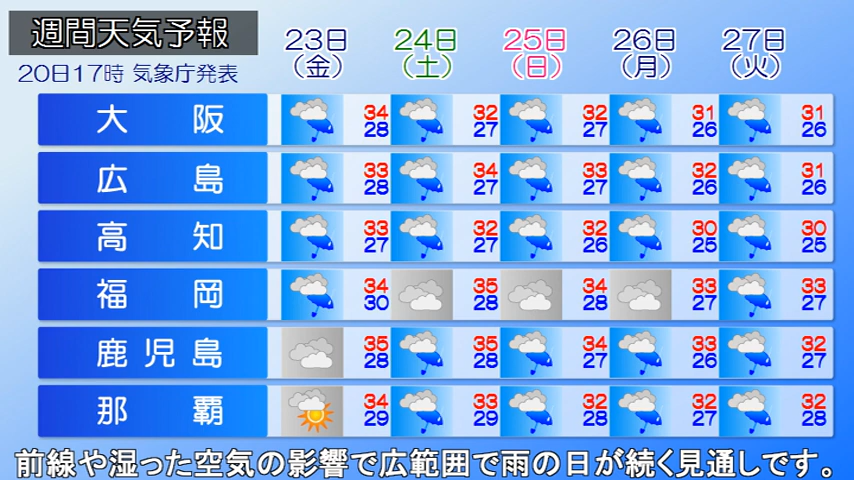 週間天気予報
20日17時 気象庁発表
23日 24日 25日 26日 27日
(金) (土) (日) (月) (火)
大阪 34 28 32 27 32 27 31 26 31 26
広島 33 28 34 27 33 27 32 26 31 26
高知 33 27 32 27 32 26 30 25 30 25
福岡 34 30 35 28 34 28 33 27 33 27
鹿児島 35 28 35 28 34 27 33 26 32 27
那覇 34 29 33 29 32 28 32 27 32 28
前線や湿った空気の影響で広範囲で雨の日が続く見通しです。